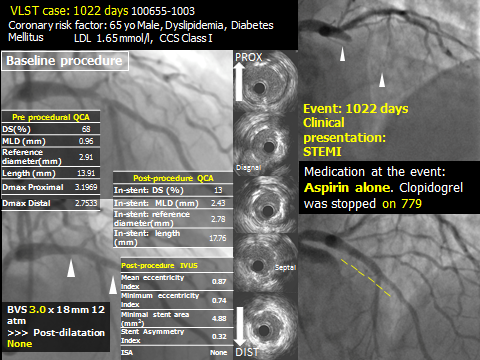 VLST case: 1022 days 100655-1003
Coronary risk factor: 65 yo Male, Dyslipidemia, Diabetes
Mellitus LDL 1.65 mmol/l, CCS Class I
Baseline procedure
Pre procedural QCA
DS(%) 68
MLD (mm) 0.96
Reference
diameter(mm) 2.91
Length (mm) 13.91
Dmax Proximal 3.1969
Dmax Distal 2.7533
Post-procedure QCA
In-stent: DS (%) 13
In-stent: MLD (mm) 2.43
In-stent: reference
diameter (mm) 2.78
In-stent: length
(mm) 17.76
Post-procedure IVUS
Mean eccentricity
index 0.87
Minimum eccentricity
index 0.74
Minimal stent area
(mm²) 4.88
Stent Asymmetry
Index 0.32
ISA None
BVS 3.0 x 18mm 12
atm
>>> Post-dilatation
None
PROX
Diagnal
Septal
DIST
Event: 1022 days
Clinical
presentation:
STEMI
Medication at the event:
Aspirin alone. Clopidogrel
was stopped on 779